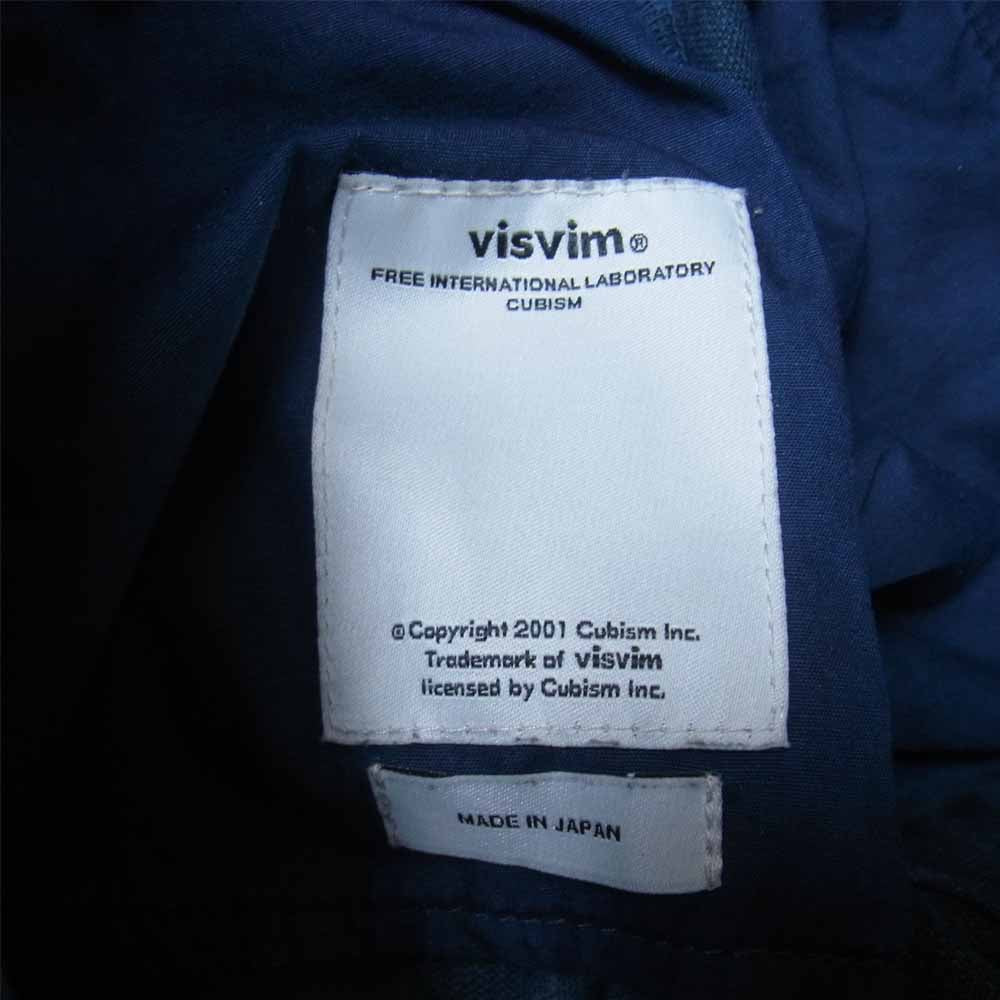 visvim®
FREE INTERNATIONAL LABORATORY
CUBISM
© Copyright 2001 Cubism Inc.
Trademark of visvim
licensed by Cubism Inc.
MADE IN JAPAN